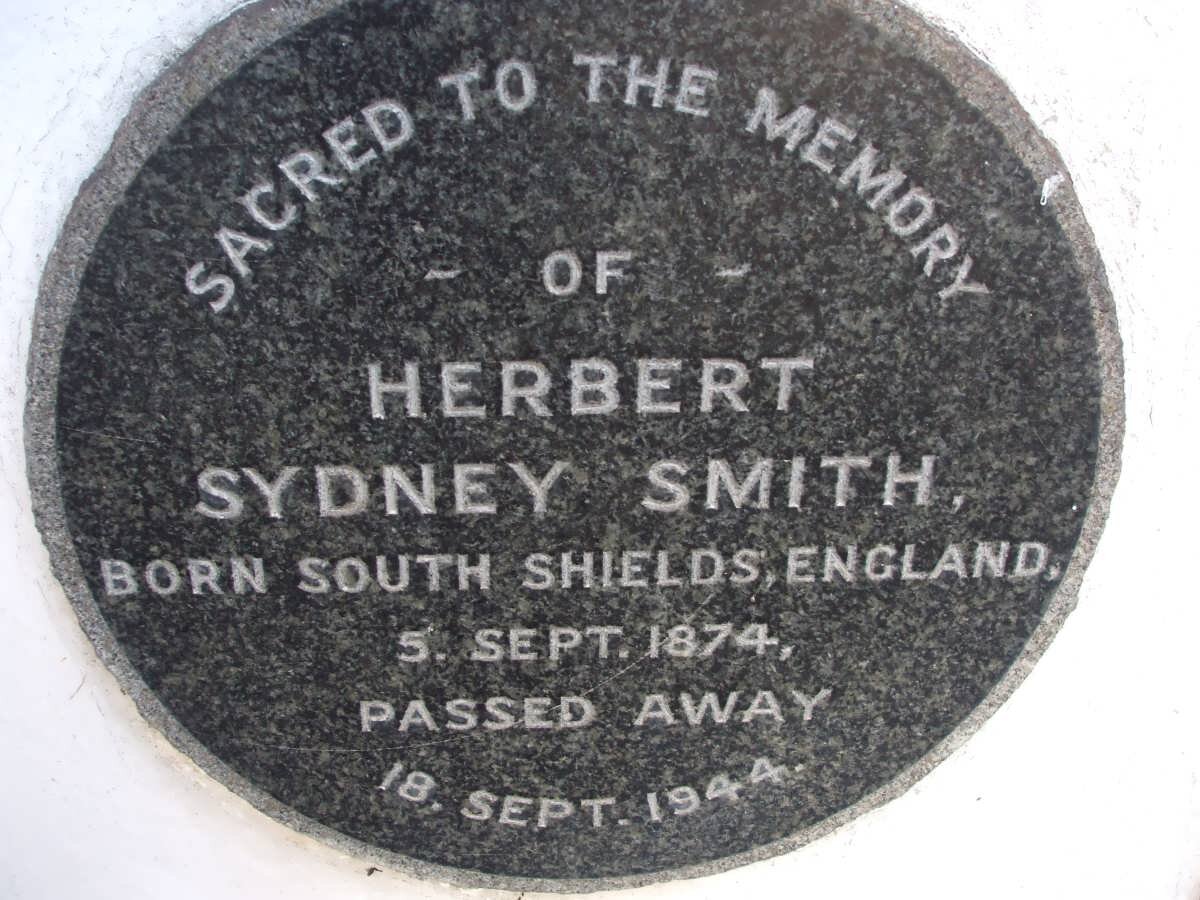 SACRED TO THE MEMORY
- OF -
HERBERT
SYDNEY SMITH,
BORN SOUTH SHIELDS, ENGLAND,
5. SEPT. 1874,
PASSED AWAY
18. SEPT. 1944.